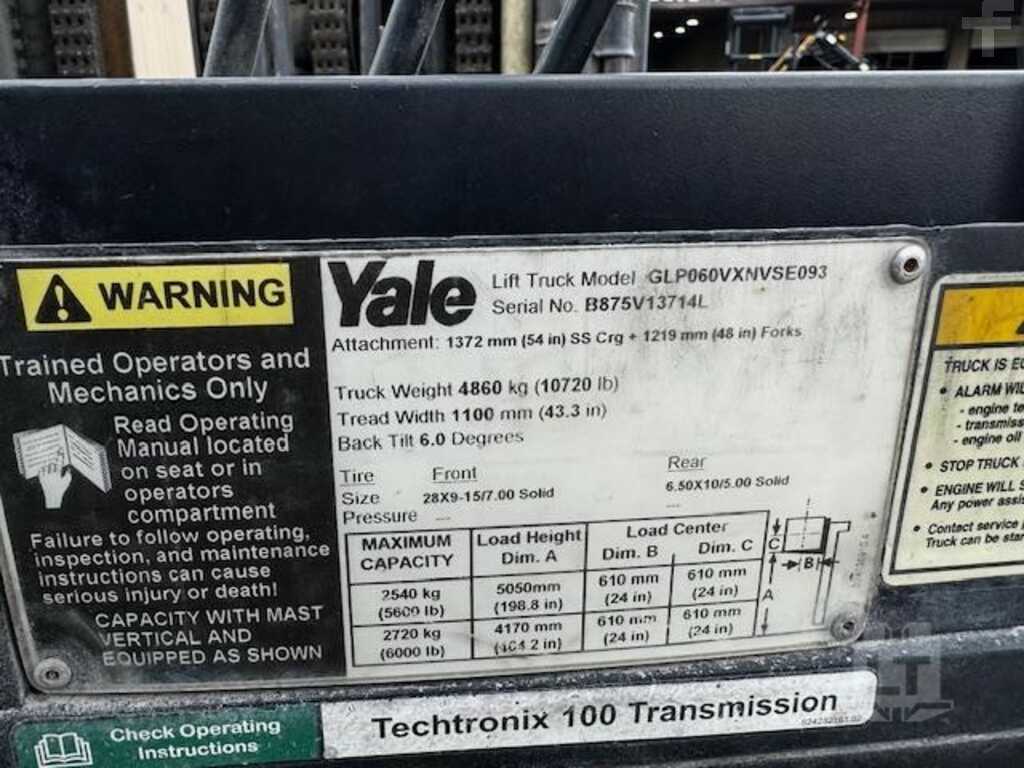 WARNING
Trained Operators and
Mechanics Only
Read Operating
Manual located
on seat or in
operators
compartment
Failure to follow operating,
inspection, and maintenance
instructions can cause
serious injury or death!
CAPACITY WITH MAST
VERTICAL AND
EQUIPPED AS SHOWN
Yale
Lift Truck Model GLP060VXNVSE093
Serial No. B875V13714L
Attachment: 1372 mm (54 in) SS Crg + 1219 mm (48 in) Forks
Truck Weight 4860 kg (10720 lb)
Tread Width 1100 mm (43.3 in)
Back Tilt 6.0 Degrees
Tire Front Rear
Size 28X9-15/7.00 Solid 6.50X10/5.00 Solid
Pressure --- ---
MAXIMUM CAPACITY Load Height Dim. A Load Center Dim. B Dim. C
2540 kg 5050mm 610 mm 610 mm
(5600 lb) (198.8 in) (24 in) (24 in)
2720 kg 4170 mm 610 mm 610 mm
(6000 lb) (164.2 in) (24 in) (24 in)
C
B
A
TRUCK IS
• ALARM
- engine
-
- engine oil
• STOP TRUCK
• ENGINE WILL
Any power
• Contact service
Truck can be
Check Operating
Instructions
Techtronix 100 Transmission